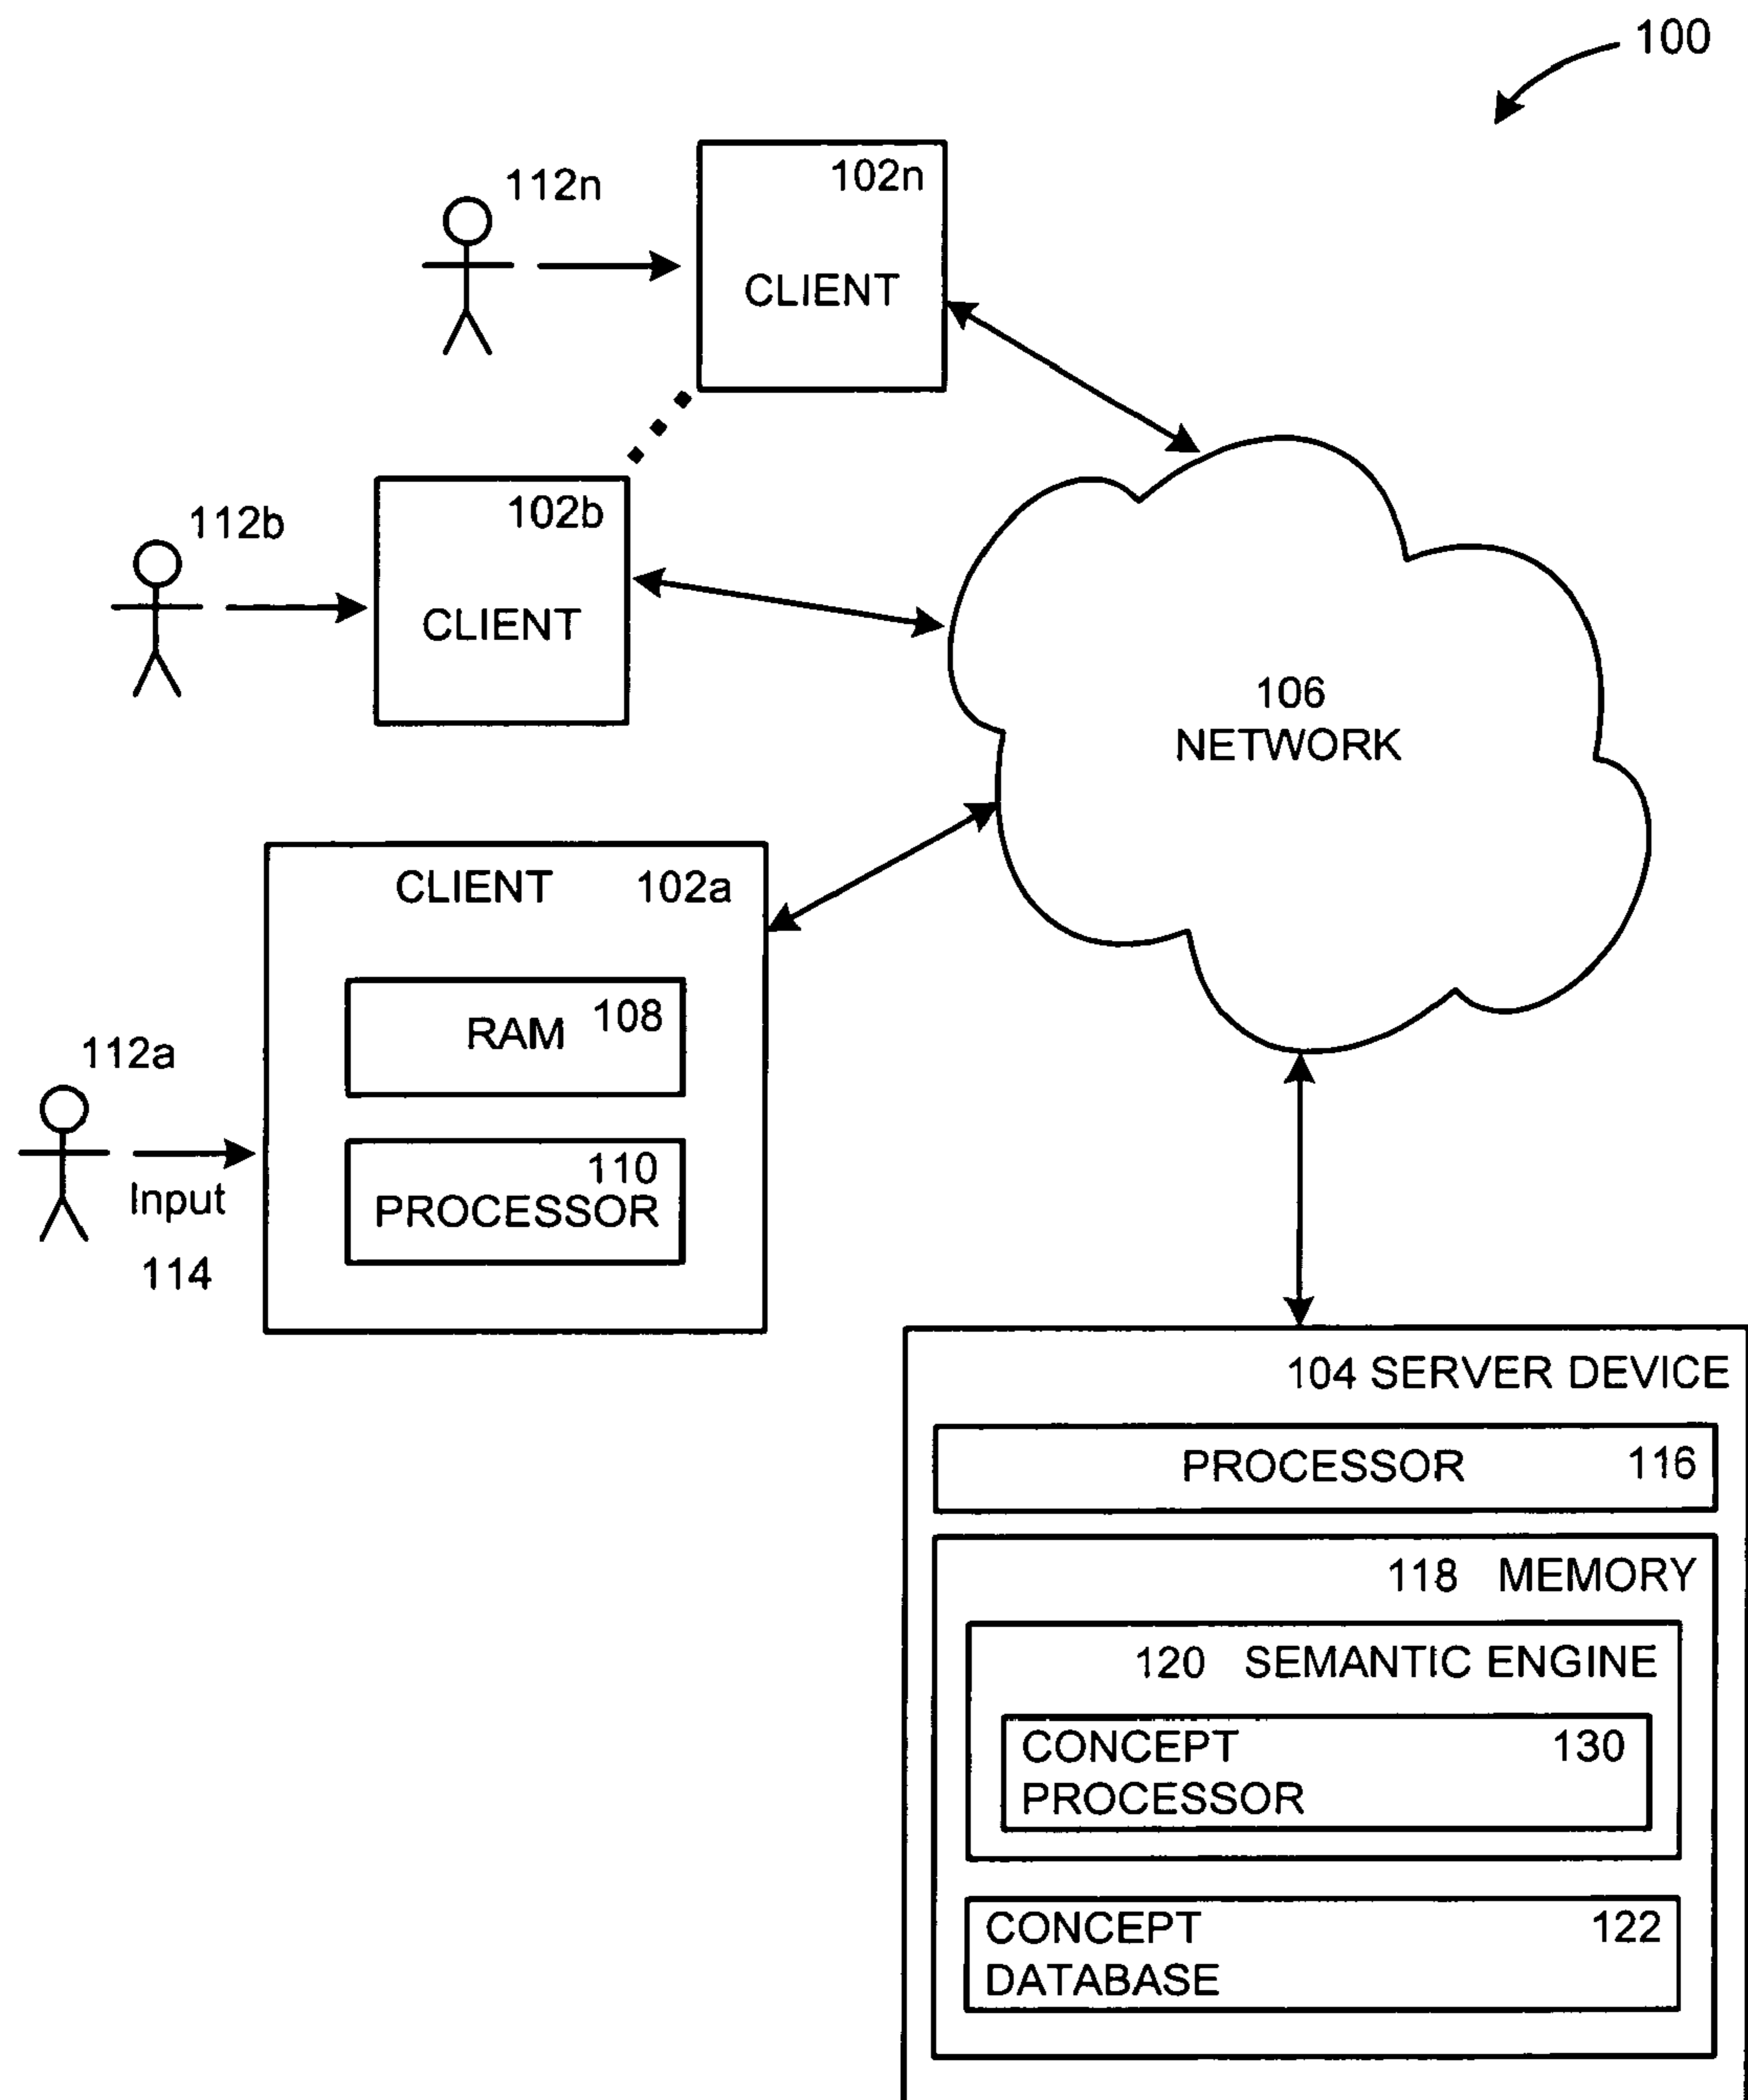 100
112n
102n
CLIENT
112b
102b
CLIENT
106
NETWORK
CLIENT 102a
RAM 108
112a
110
PROCESSOR
Input
114
104 SERVER DEVICE
PROCESSOR 116
118 MEMORY
120 SEMANTIC ENGINE
CONCEPT 130
PROCESSOR
CONCEPT 122
DATABASE